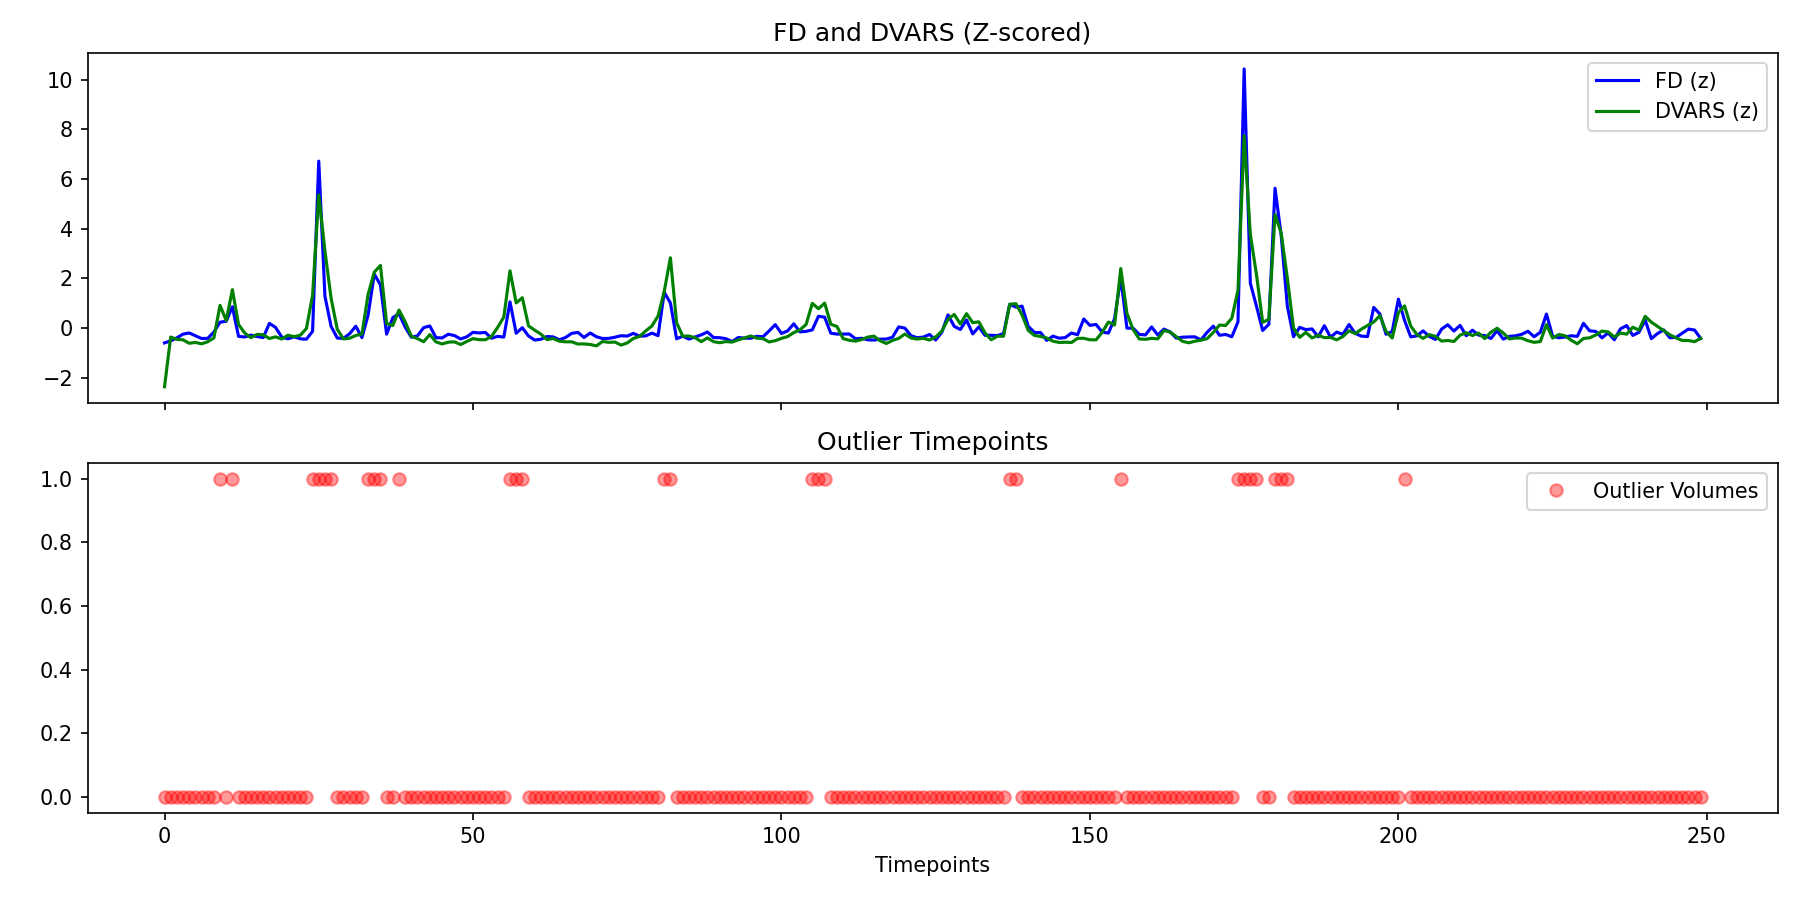 FD and DVARS (Z-scored)
10
8
6
4
2
0
−2
FD (z)
DVARS (z)
Outlier Timepoints
1.0
0.8
0.6
0.4
0.2
0.0
Outlier Volumes
0 50 100 150 200 250
Timepoints